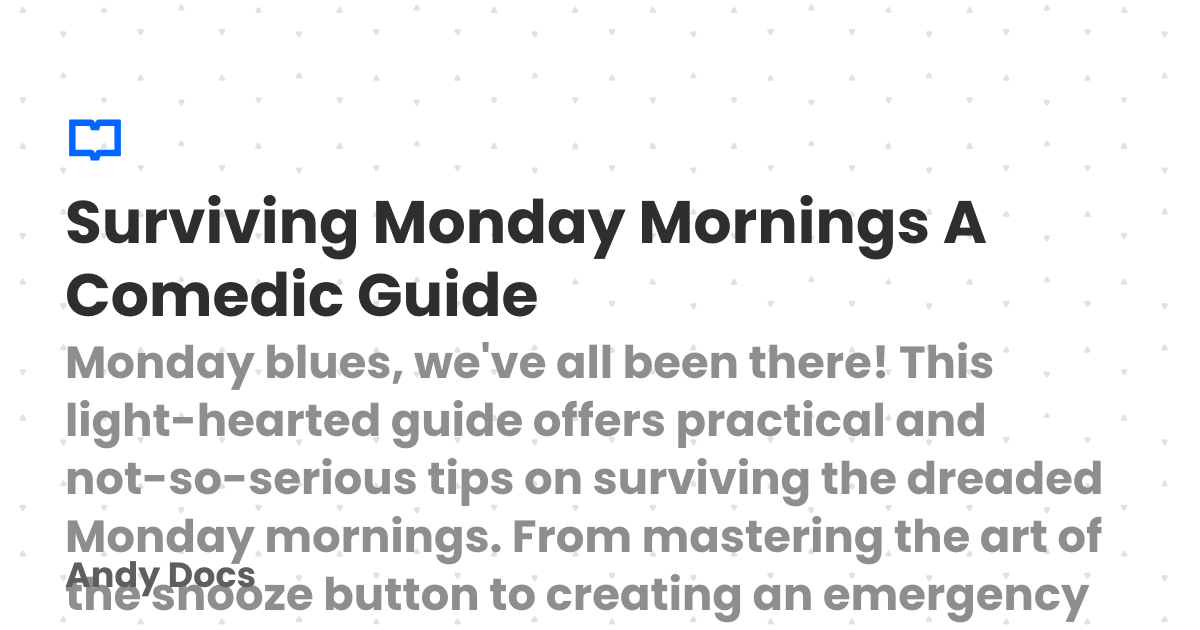 Surviving Monday Mornings A
Comedic Guide
Monday blues, we've all been there! This
light-hearted guide offers practical and
not-so-serious tips on surviving the dreaded
Monday mornings. From mastering the art of
Andy Docs
the snooze button to creating an emergency